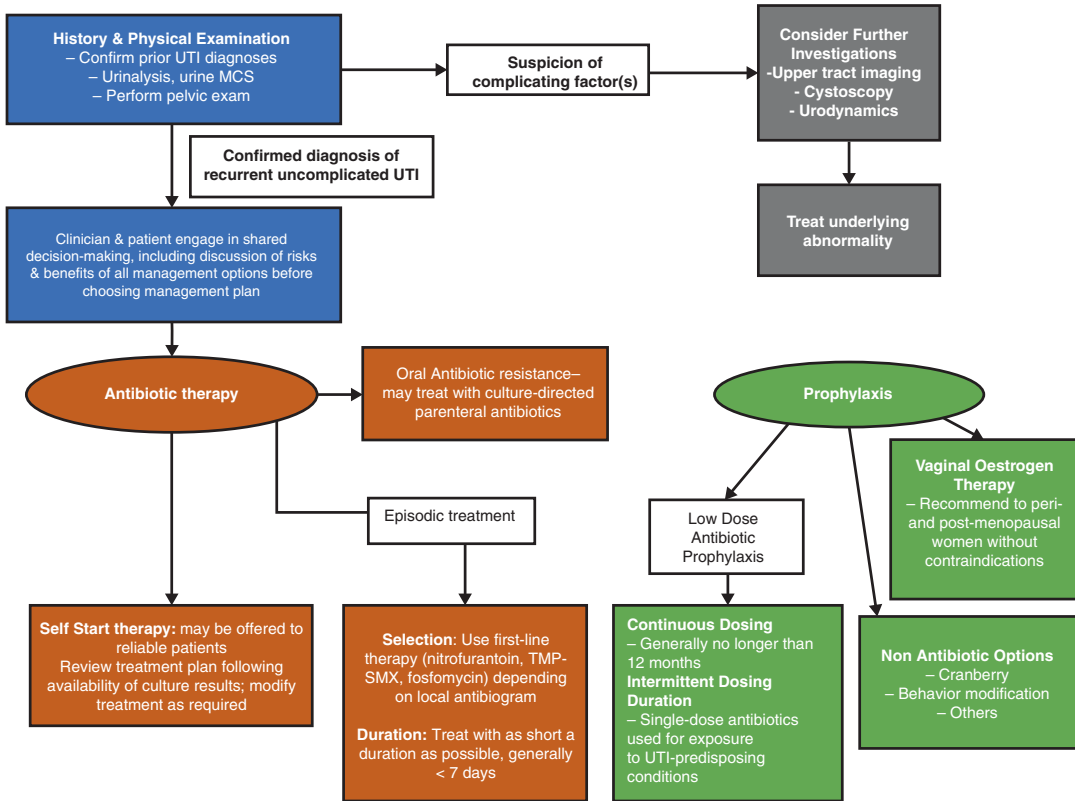 History & Physical Examination
– Confirm prior UTI diagnoses
– Urinalysis, urine MCS
– Perform pelvic exam
Suspicion of
complicating factor(s)
Consider Further
Investigations
-Upper tract imaging
- Cystoscopy
- Urodynamics
Confirmed diagnosis of
recurrent uncomplicated UTI
Treat underlying
abnormality
Clinician & patient engage in shared
decision-making, including discussion of risks
& benefits of all management options before
choosing management plan
Antibiotic therapy
Oral Antibiotic resistance–
may treat with culture-directed
parenteral antibiotics
Episodic treatment
Self Start therapy: may be offered to
reliable patients
Review treatment plan following
availability of culture results; modify
treatment as required
Selection: Use first-line
therapy (nitrofurantoin, TMP-
SMX, fosfomycin) depending
on local antibiogram
Duration: Treat with as short a
duration as possible, generally
< 7 days
Prophylaxis
Low Dose
Antibiotic
Prophylaxis
Vaginal Oestrogen
Therapy
– Recommend to peri-
and post-menopausal
women without
contraindications
Continuous Dosing
– Generally no longer than
12 months
Intermittent Dosing
Duration
– Single-dose antibiotics
used for exposure
to UTI-predisposing
conditions
Non Antibiotic Options
– Cranberry
– Behavior modification
– Others